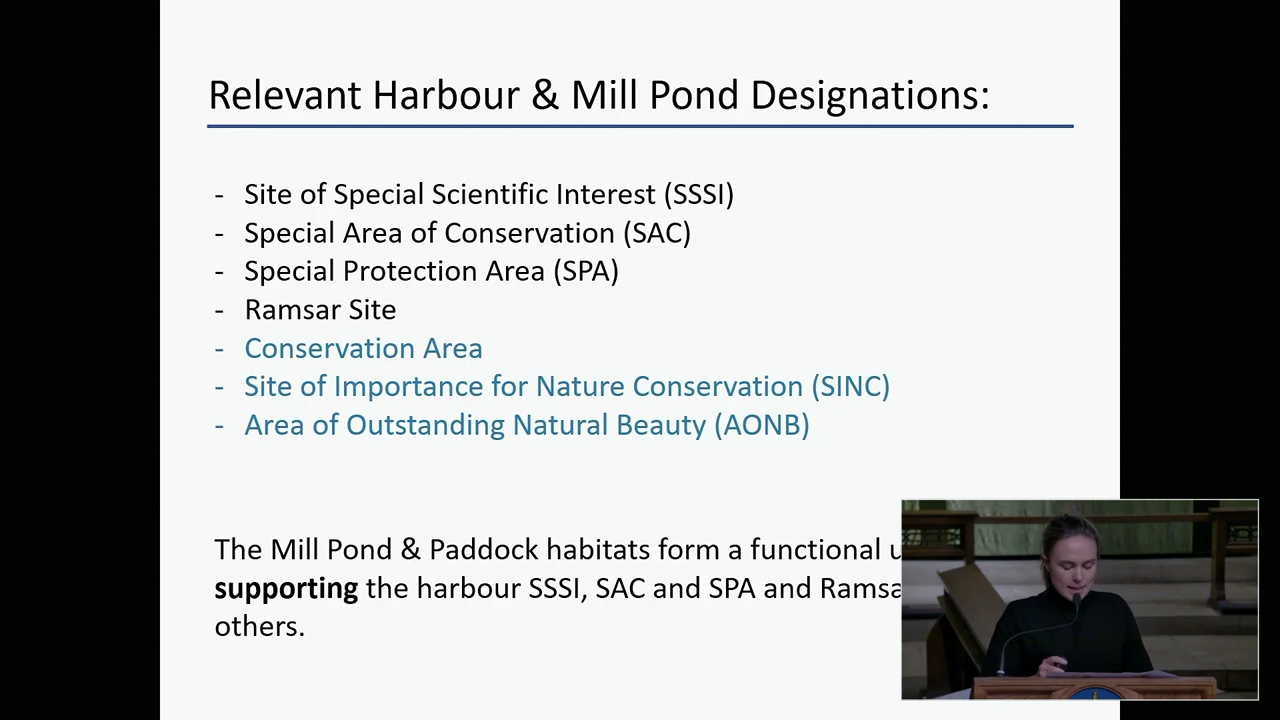 Relevant Harbour & Mill Pond Designations:
- Site of Special Scientific Interest (SSSI)
- Special Area of Conservation (SAC)
- Special Protection Area (SPA)
- Ramsar Site
- Conservation Area
- Site of Importance for Nature Conservation (SINC)
- Area of Outstanding Natural Beauty (AONB)
The Mill Pond & Paddock habitats form a functional
supporting the harbour SSSI, SAC and SPA and
others.